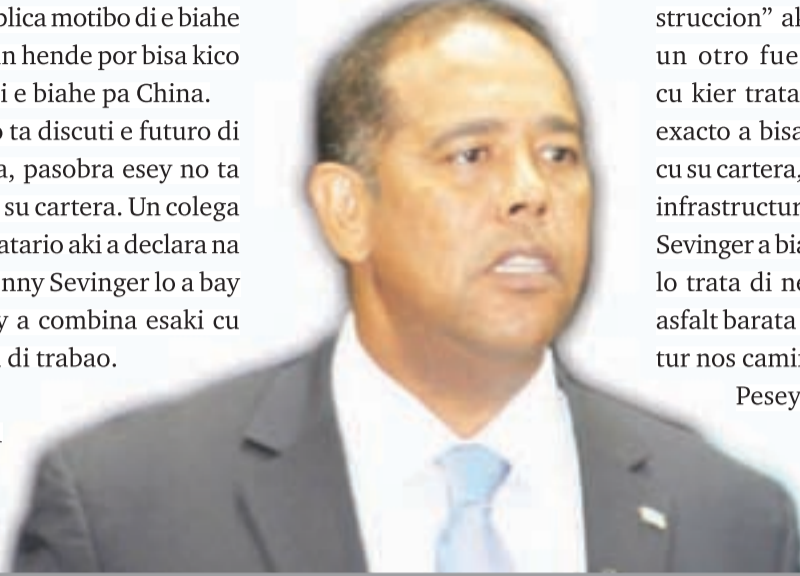 blica motibo di e biahe
n hende por bisa kico
i e biahe pa China.
o ta discuti e futuro di
a, pasobra esey no ta
su cartera. Un colega
atario aki a declara na
nny Sevinger lo a bay
y a combina esaki cu
di trabao.
struccion” al
un otro fue
cu kier trata
exacto a bisa
cu su cartera,
infrastructur
Sevinger a bia
lo trata di ne
asfalt barata
tur nos cami
Pesey